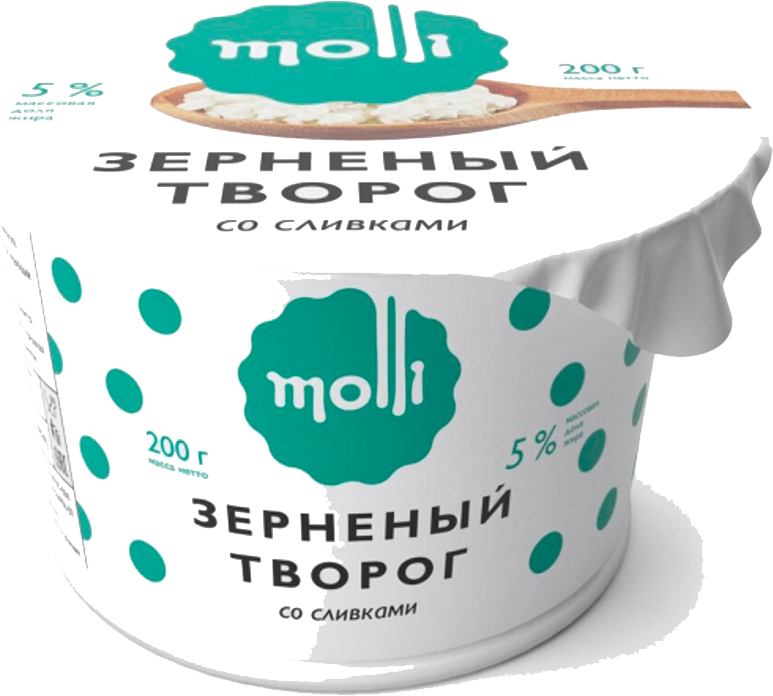 molli
5 %
массовая
доля
жира
200 г
масса нетто
ЗЕРНЕНЫЙ
ТВОРОГ
со сливками
molli
200 г
масса нетто
5 %
массовая
доля
жира
ЗЕРНЕНЫЙ
ТВОРОГ
со сливками